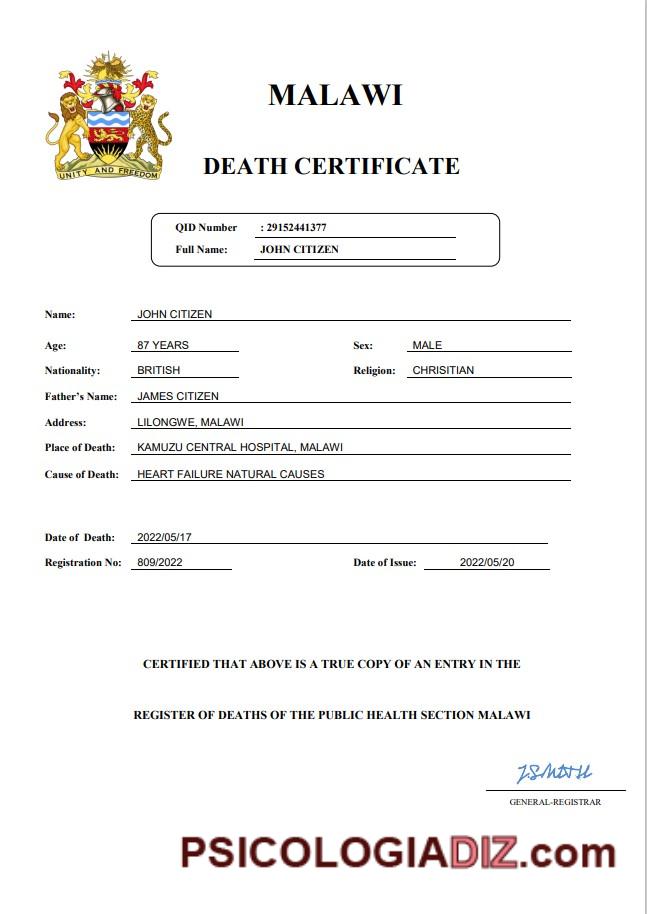 UNITY AND FREEDOM
MALAWI
DEATH CERTIFICATE
QID Number : 29152441377
Full Name: JOHN CITIZEN
Name: JOHN CITIZEN
Age: 87 YEARS Sex: MALE
Nationality: BRITISH Religion: CHRISITIAN
Father's Name: JAMES CITIZEN
Address: LILONGWE, MALAWI
Place of Death: KAMUZU CENTRAL HOSPITAL, MALAWI
Cause of Death: HEART FAILURE NATURAL CAUSES
Date of Death: 2022/05/17
Registration No: 809/2022 Date of Issue: 2022/05/20
CERTIFIED THAT ABOVE IS A TRUE COPY OF AN ENTRY IN THE
REGISTER OF DEATHS OF THE PUBLIC HEALTH SECTION MALAWI
GENERAL-REGISTRAR
PSICOLOGIADIZ.com